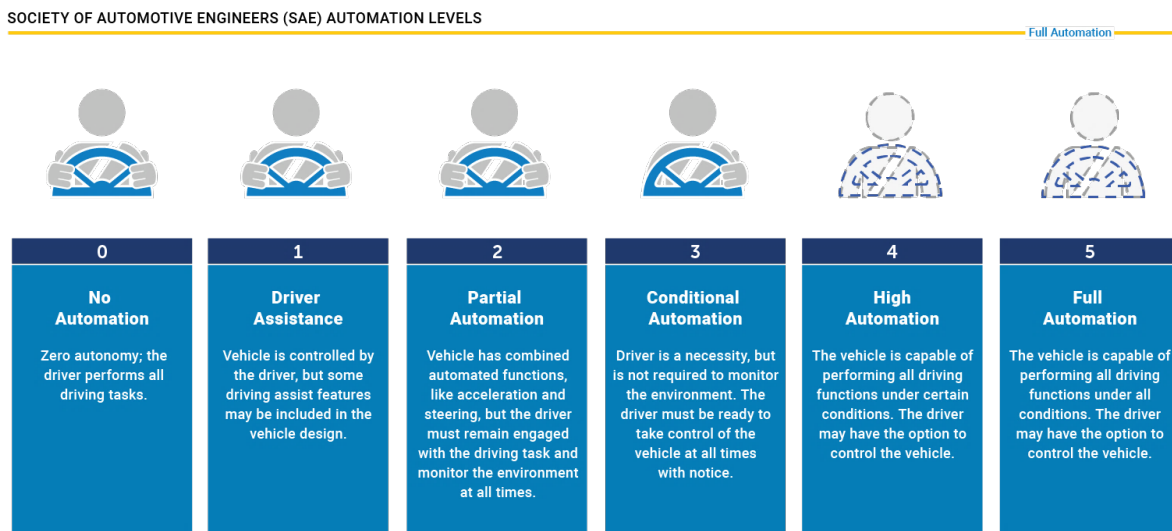 SOCIETY OF AUTOMOTIVE ENGINEERS (SAE) AUTOMATION LEVELS
Full Automation
0
No
Automation
Zero autonomy; the
driver performs all
driving tasks.
1
Driver
Assistance
Vehicle is controlled by
the driver, but some
driving assist features
may be included in the
vehicle design.
2
Partial
Automation
Vehicle has combined
automated functions,
like acceleration and
steering, but the driver
must remain engaged
with the driving task and
monitor the environment
at all times.
3
Conditional
Automation
Driver is a necessity, but
is not required to monitor
the environment. The
driver must be ready to
take control of the
vehicle at all times
with notice.
4
High
Automation
The vehicle is capable of
performing all driving
functions under certain
conditions. The driver
may have the option to
control the vehicle.
5
Full
Automation
The vehicle is capable of
performing all driving
functions under all
conditions. The driver
may have the option to
control the vehicle.